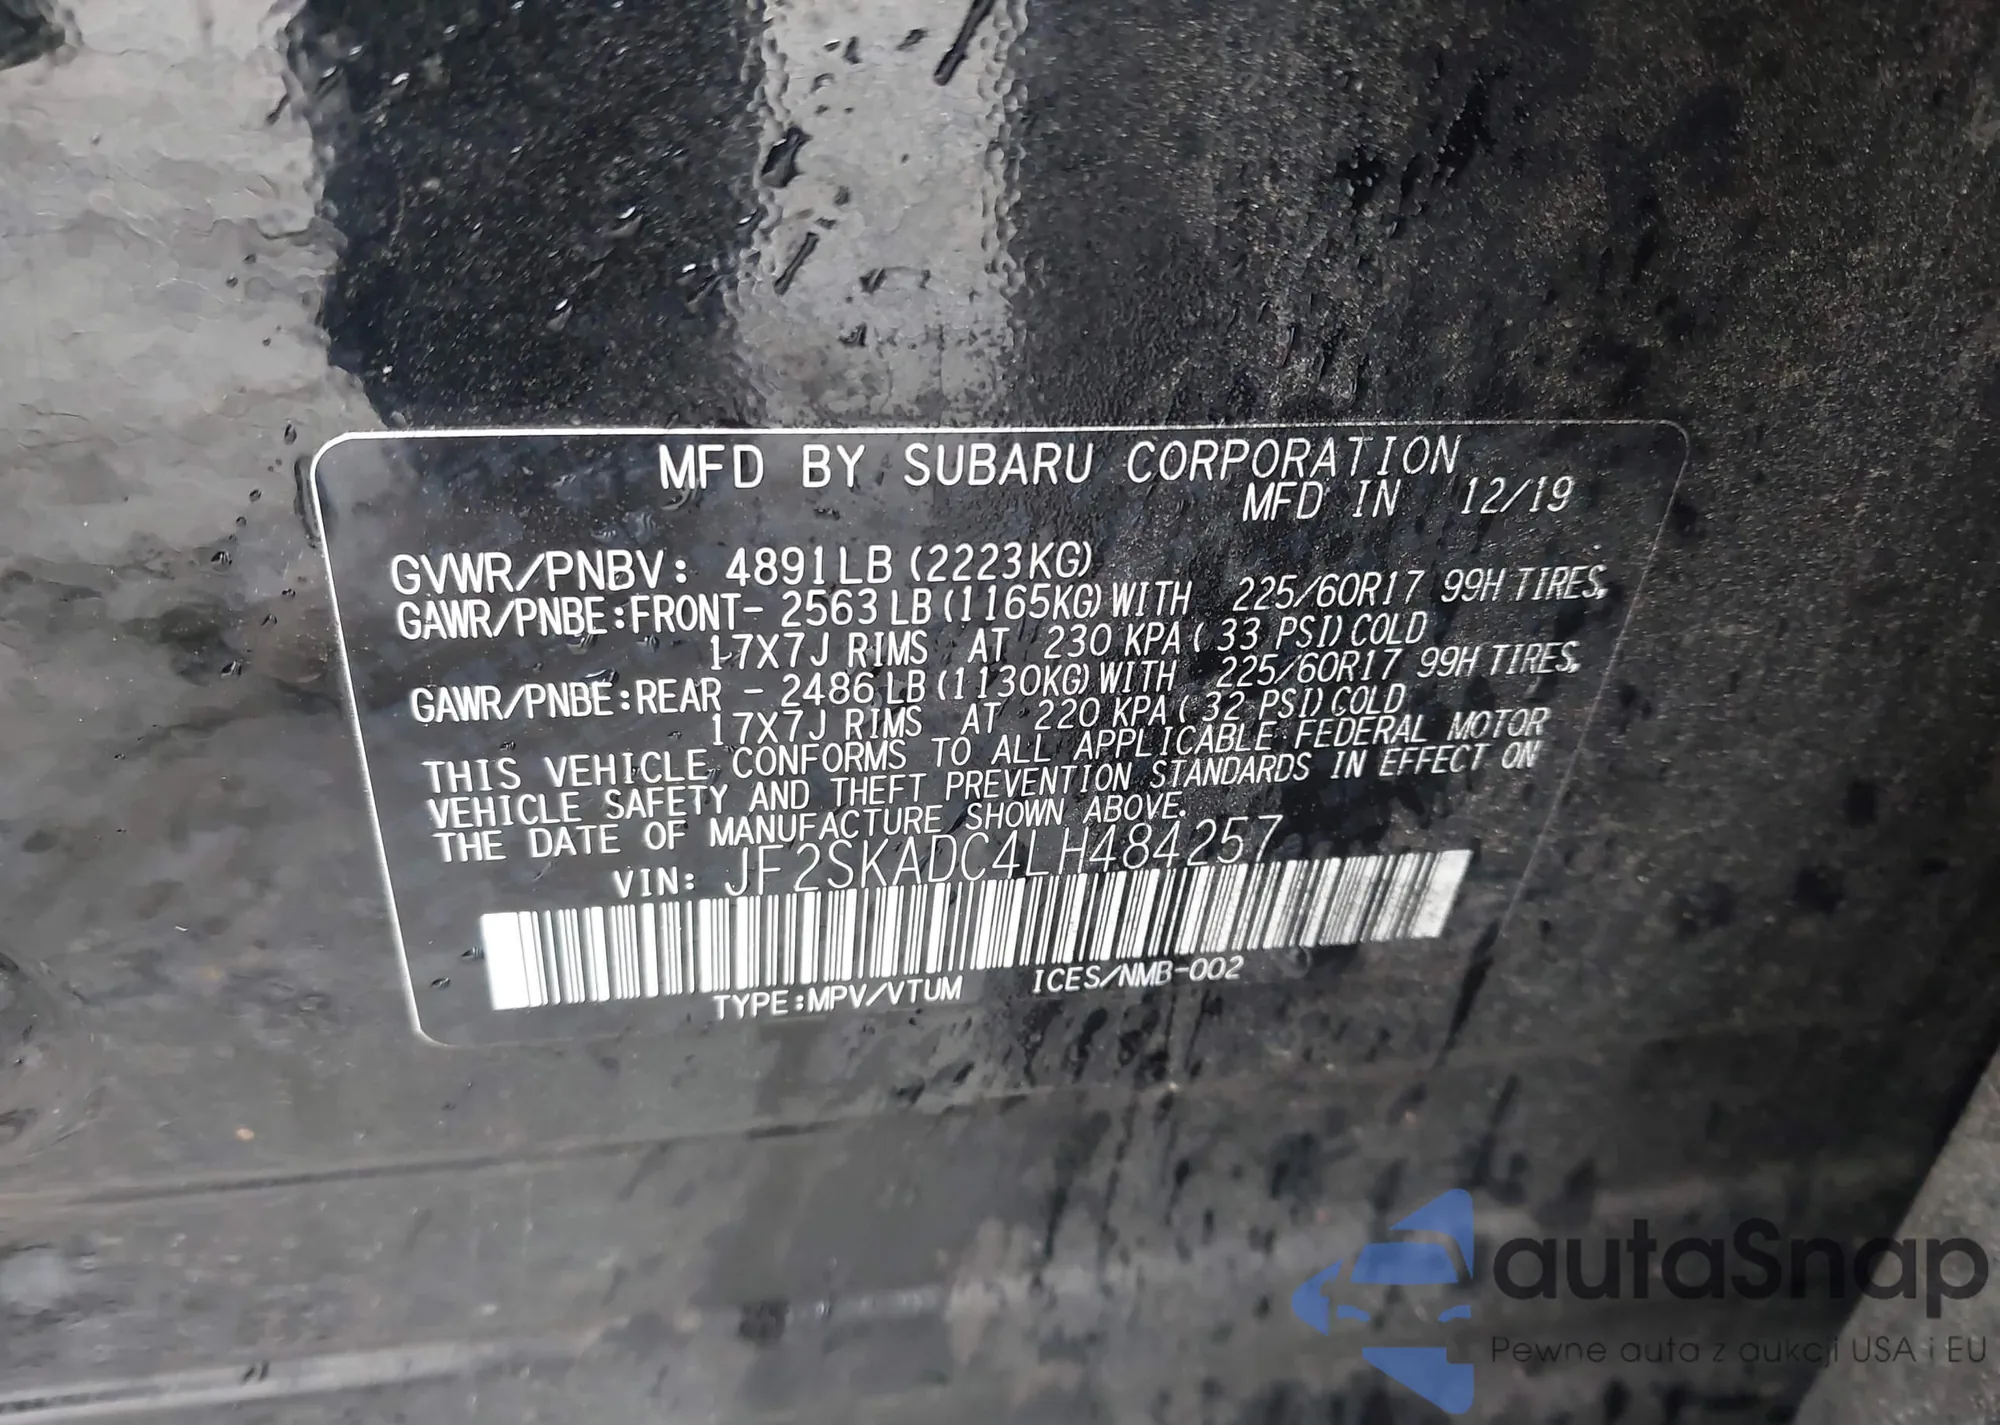 MFD BY SUBARU CORPORATION
MFD IN 12/19
GVWR/PNBV: 4891LB (2223KG)
GAWR/PNBE:FRONT- 2563 LB (1165KG) WITH 225/60R17 99H TIRES,
17X7J RIMS AT 230 KPA ( 33 PSI) COLD
GAWR/PNBE:REAR - 2486 LB (1130KG) WITH 225/60R17 99H TIRES,
17X7J RIMS AT 220 KPA ( 32 PSI) COLD
THIS VEHICLE CONFORMS TO ALL APPLICABLE FEDERAL MOTOR
VEHICLE SAFETY AND THEFT PREVENTION STANDARDS IN EFFECT ON
THE DATE OF MANUFACTURE SHOWN ABOVE.
VIN: JF2SKADC4LH484257
TYPE:MPV/VTUM ICES/NMB-002
autaSnap
Pewne auta z aukcji USA i EU